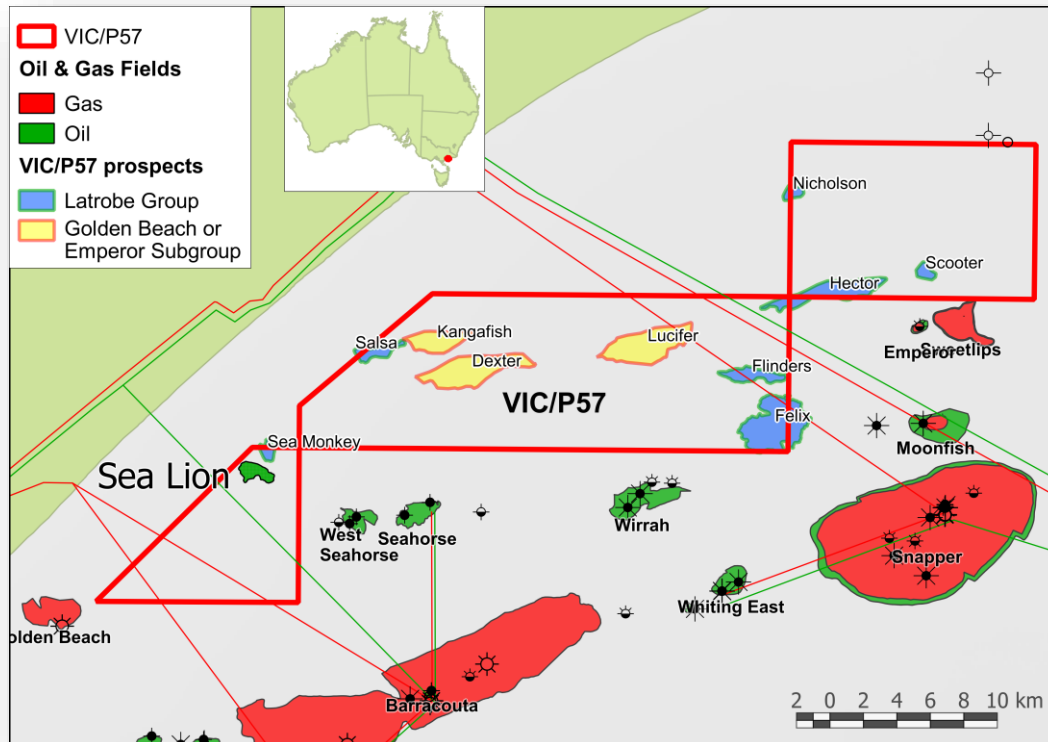 VIC/P57
Oil & Gas Fields
Gas
Oil
VIC/P57 prospects
Latrobe Group
Golden Beach or
Emperor Subgroup
Nicholson
Scooter
Hector
Kangafish
Lucifer
Salsa
Emperor
Sweetlips
Dexter
Flinders
VIC/P57
Felix
Sea Monkey
Moonfish
Sea Lion
West
Seahorse
Seahorse
Wirrah
Snapper
Whiting East
olden Beach
Barracouta
2 0 2 4 6 8 10 km